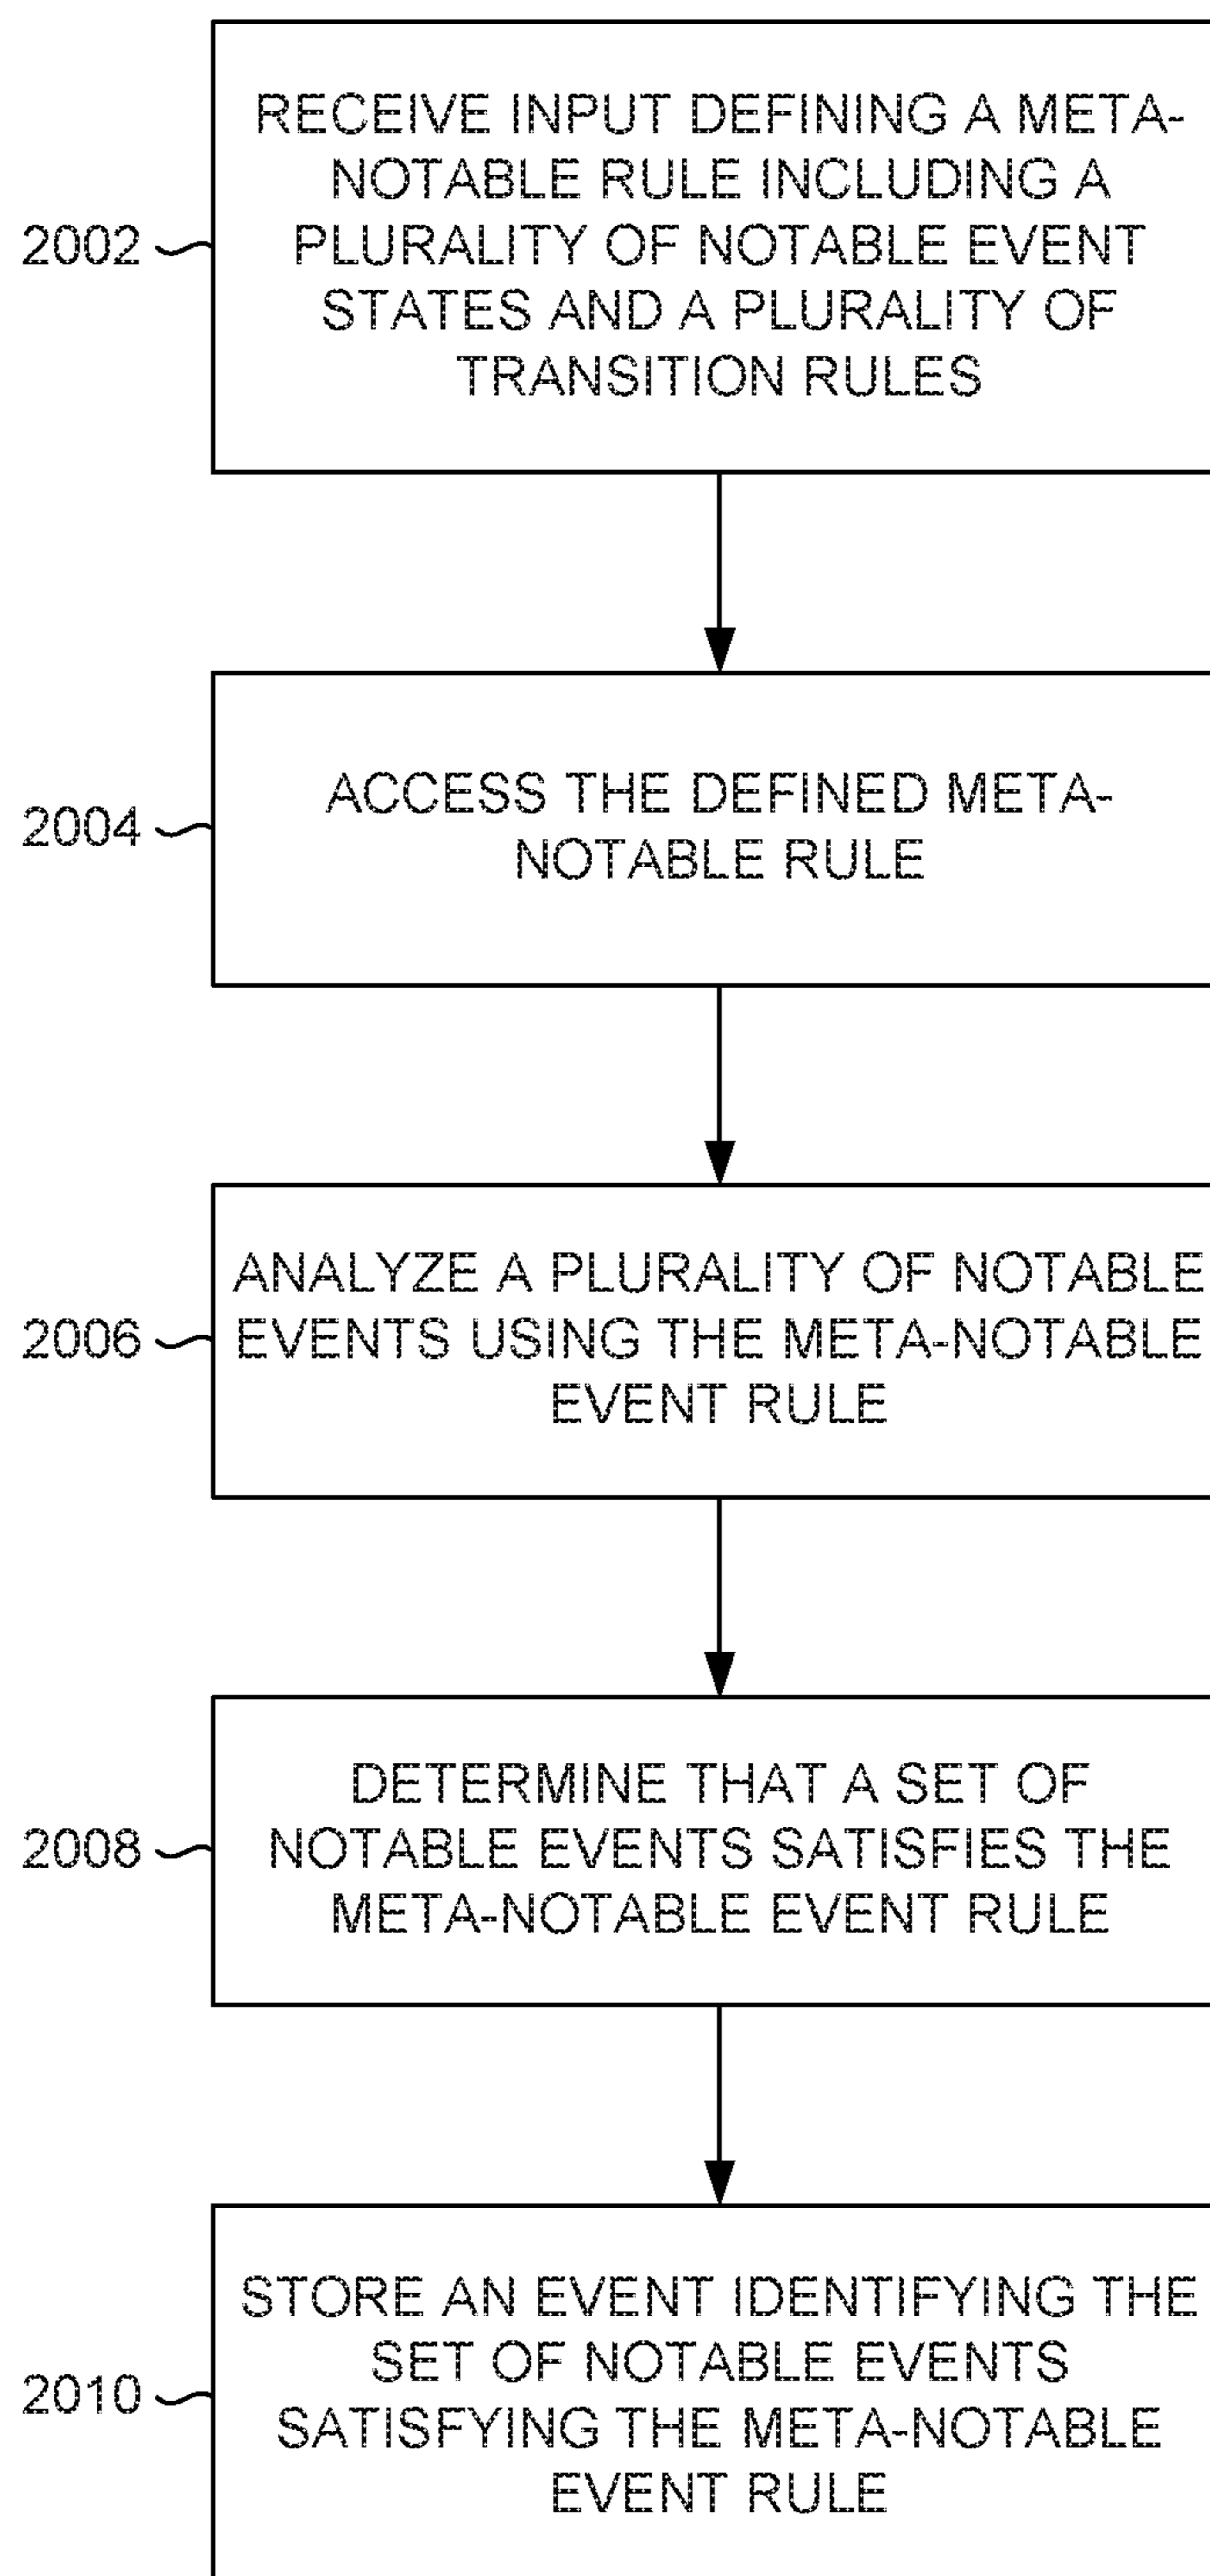 RECEIVE INPUT DEFINING A META-
NOTABLE RULE INCLUDING A
2002
PLURALITY OF NOTABLE EVENT
STATES AND A PLURALITY OF
TRANSITION RULES
ACCESS THE DEFINED META-
2004
NOTABLE RULE
ANALYZE A PLURALITY OF NOTABLE
2006
EVENTS USING THE META-NOTABLE
EVENT RULE
DETERMINE THAT A SET OF
2008
NOTABLE EVENTS SATISFIES THE
META-NOTABLE EVENT RULE
STORE AN EVENT IDENTIFYING THE
SET OF NOTABLE EVENTS
2010
SATISFYING THE META-NOTABLE
EVENT RULE